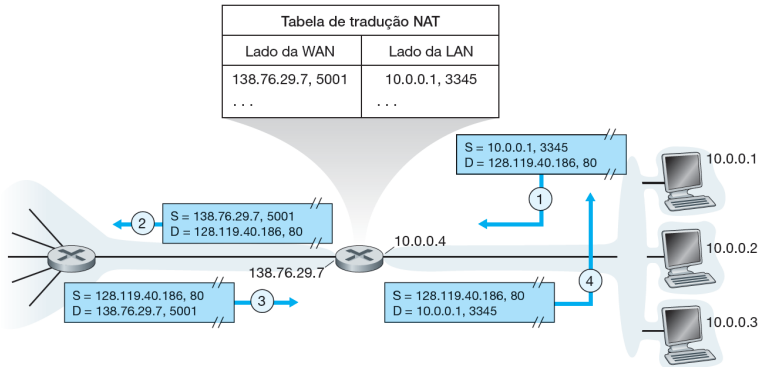 Tabela de tradução NAT
Lado da WAN Lado da LAN
138.76.29.7, 5001 10.0.0.1, 3345
. . . . . .
S = 10.0.0.1, 3345
D = 128.119.40.186, 80
1
10.0.0.1
2
S = 138.76.29.7, 5001
D = 128.119.40.186, 80
10.0.0.4
10.0.0.2
138.76.29.7
4
S = 128.119.40.186, 80
D = 138.76.29.7, 5001
3
S = 128.119.40.186, 80
D = 10.0.0.1, 3345
10.0.0.3